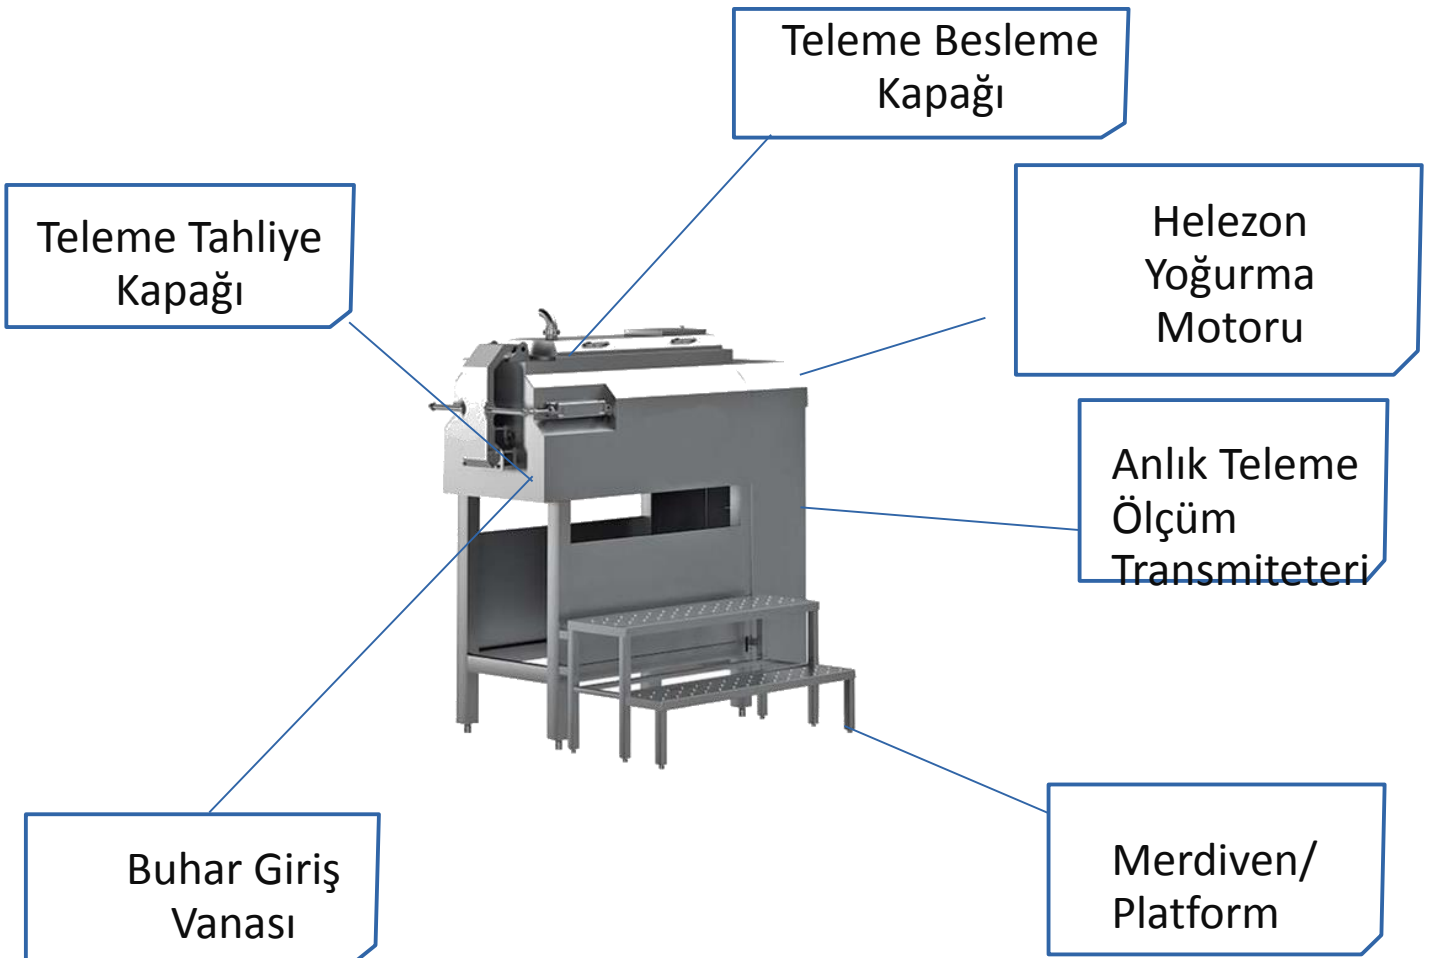 Teleme Besleme
Kapağı
Teleme Tahliye
Kapağı
Helezon
Yoğurma
Motoru
Anlık Teleme
Ölçüm
Transmiteteri
Buhar Giriş
Vanası
Merdiven/
Platform